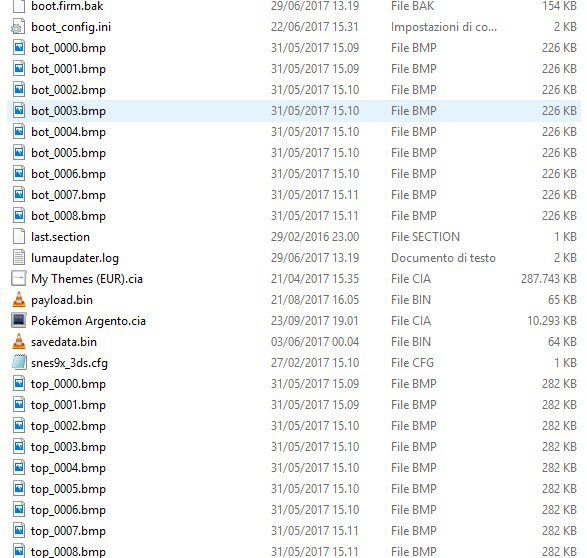 boot.firm.bak 29/06/2017 13.19 File BAK 154 KB
boot_config.ini 22/06/2017 15.31 Impostazioni di co... 2 KB
bot_0000.bmp 31/05/2017 15.09 File BMP 226 KB
bot_0001.bmp 31/05/2017 15.09 File BMP 226 KB
bot_0002.bmp 31/05/2017 15.10 File BMP 226 KB
bot_0003.bmp 31/05/2017 15.10 File BMP 226 KB
bot_0004.bmp 31/05/2017 15.10 File BMP 226 KB
bot_0005.bmp 31/05/2017 15.10 File BMP 226 KB
bot_0006.bmp 31/05/2017 15.10 File BMP 226 KB
bot_0007.bmp 31/05/2017 15.11 File BMP 226 KB
bot_0008.bmp 31/05/2017 15.11 File BMP 226 KB
last.section 29/02/2016 23.00 File SECTION 1 KB
lumaupdater.log 29/06/2017 13.19 Documento di testo 2 KB
My Themes (EUR).cia 21/04/2017 15.35 File CIA 287.743 KB
payload.bin 21/08/2017 16.05 File BIN 65 KB
Pokémon Argento.cia 23/09/2017 19.01 File CIA 10.293 KB
savedata.bin 03/06/2017 00.04 File BIN 64 KB
snes9x_3ds.cfg 27/02/2017 15.10 File CFG 1 KB
top_0000.bmp 31/05/2017 15.09 File BMP 282 KB
top_0001.bmp 31/05/2017 15.09 File BMP 282 KB
top_0002.bmp 31/05/2017 15.10 File BMP 282 KB
top_0003.bmp 31/05/2017 15.10 File BMP 282 KB
top_0004.bmp 31/05/2017 15.10 File BMP 282 KB
top_0005.bmp 31/05/2017 15.10 File BMP 282 KB
top_0006.bmp 31/05/2017 15.10 File BMP 282 KB
top_0007.bmp 31/05/2017 15.11 File BMP 282 KB
top_0008.bmp 31/05/2017 15.11 File BMP 282 KB